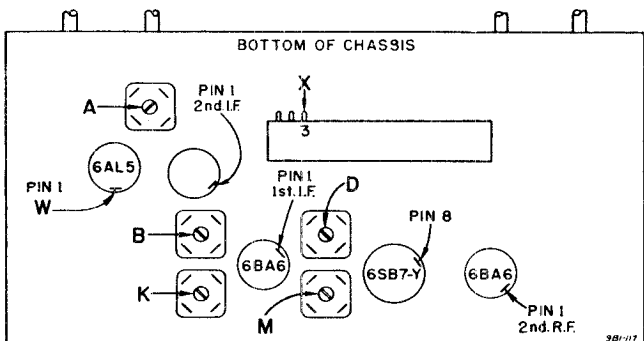 BOTTOM OF CHASSIS
A
PIN 1
2nd I.F.
X
3
6AL5
PIN 1
W
PIN 1
1st. I.F.
D
B
PIN 8
6BA6
6SB7-Y
6BA6
K
M
PIN 1
2nd. R.F.
981-117